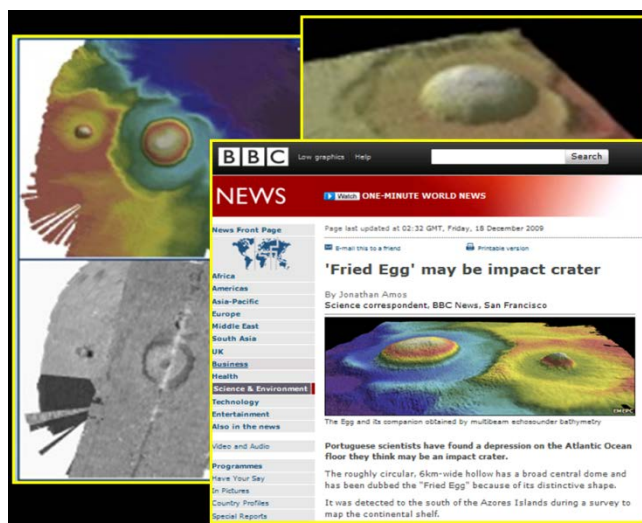 BBC
Low graphics Help
Search
NEWS
Watch ONE-MINUTE WORLD NEWS
News Front Page
Africa
Americas
Asia-Pacific
Europe
Middle East
South Asia
UK
Business
Health
Science & Environment
Technology
Entertainment
Also in the news
Video and Audio
Programmes
Have Your Say
In Pictures
Country Profiles
Special Reports
Page last updated at 02:32 GMT, Friday, 18 December 2009
E-mail this to a friend
Printable version
'Fried Egg' may be impact crater
By Jonathan Amos
Science correspondent, BBC News, San Francisco
EMEPC
The Egg and its companion obtained by multibeam echosounder bathymetry
Portuguese scientists have found a depression on the Atlantic Ocean
floor they think may be an impact crater.
The roughly circular, 6km-wide hollow has a broad central dome and
has been dubbed the "Fried Egg" because of its distinctive shape.
It was detected to the south of the Azores Islands during a survey to
map the continental shelf.